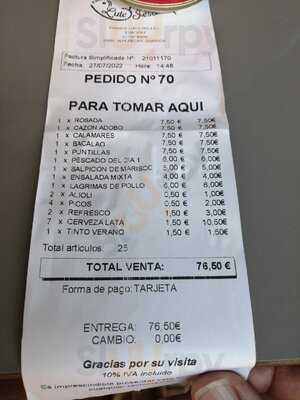 Lute y Jesús
Factura Simplificada Nº: 21011170
Fecha: 27/07/2022 Hora: 14:48
PEDIDO Nº 70
PARA TOMAR AQUI
1 x ROSADA 7,50 € 7,50€
1 x CAZON ADOBO 7,50 € 7,50€
1 x CALAMARES 7,50 € 7,50€
1 x BACALAO 7,50 € 7,50€
1 x PUNTILLAS 7,50 € 7,50€
1 x PESCADO DEL DIA 1 6,00 € 6,00€
1 x SALPICON DE MARISCO 5,00 € 5,00€
1 x ENSALADA MIXTA 4,00 € 4,00€
1 x LAGRIMAS DE POLLO 6,00 € 6,00€
2 x ALIOLI 0,50 € 1,00€
4 x PICOS 0,50 € 2,00€
2 x REFRESCO 1,50 € 3,00€
7 x CERVEZA LATA 1,50 € 10,50€
1 x TINTO VERANO 1,50 € 1,50€
Total articulos: 25
TOTAL VENTA: 76,50 €
Forma de pago: TARJETA
ENTREGA: 76,50€
CAMBIO: 0,00€
Gracias por su visita
10% IVA incluido
Es imprescindible presentar